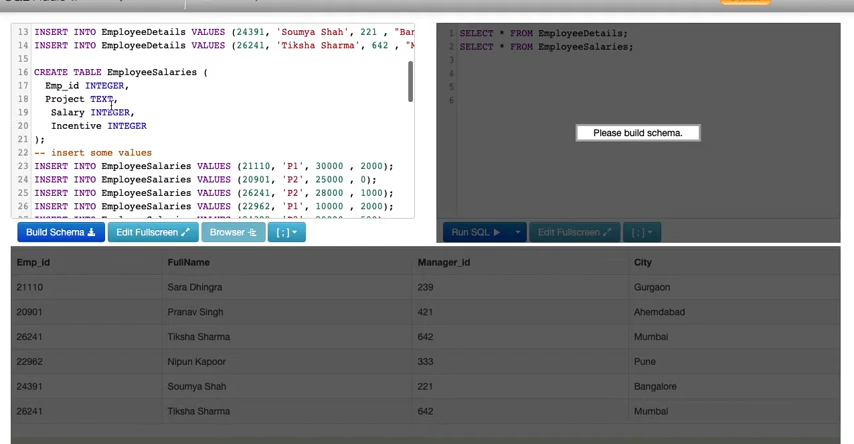 13 INSERT INTO EmployeeDetails VALUES (24391, 'Soumya Shah', 221 , "Ban
14 INSERT INTO EmployeeDetails VALUES (26241, 'Tiksha Sharma', 642 , "M
15
16 CREATE TABLE EmployeeSalaries (
17 Emp_id INTEGER,
18 Project TEXT,
19 Salary INTEGER,
20 Incentive INTEGER
21 );
22 -- insert some values
23 INSERT INTO EmployeeSalaries VALUES (21110, 'P1', 30000 , 2000);
24 INSERT INTO EmployeeSalaries VALUES (20901, 'P2', 25000 , 0);
25 INSERT INTO EmployeeSalaries VALUES (26241, 'P2', 28000 , 1000);
26 INSERT INTO EmployeeSalaries VALUES (22962, 'P1', 10000 , 2000);
Build Schema
Edit Fullscreen
Browser
[ ; ]
1 SELECT * FROM EmployeeDetails;
2 SELECT * FROM EmployeeSalaries;
3
4
5
6
Please build schema.
Run SQL
Edit Fullscreen
[ ; ]
Emp_id FullName Manager_id City
21110 Sara Dhingra 239 Gurgaon
20901 Pranav Singh 421 Ahemdabad
26241 Tiksha Sharma 642 Mumbai
22962 Nipun Kapoor 333 Pune
24391 Soumya Shah 221 Bangalore
26241 Tiksha Sharma 642 Mumbai